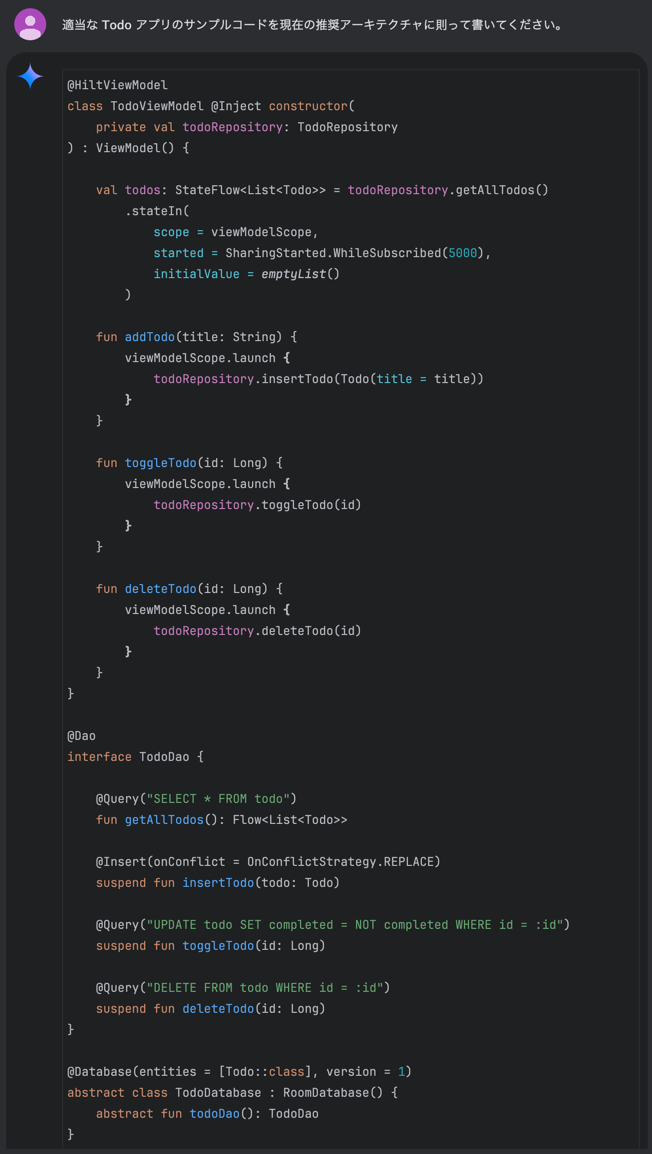 適当な Todo アプリのサンプルコードを現在の推奨アーキテクチャに則って書いてください。
@HiltViewModel
class TodoViewModel @Inject constructor(
    private val todoRepository: TodoRepository
) : ViewModel() {

    val todos: StateFlow<List<Todo>> = todoRepository.getAllTodos()
        .stateIn(
            scope = viewModelScope,
            started = SharingStarted.WhileSubscribed(5000),
            initialValue = emptyList()
        )

    fun addTodo(title: String) {
        viewModelScope.launch {
            todoRepository.insertTodo(Todo(title = title))
        }
    }

    fun toggleTodo(id: Long) {
        viewModelScope.launch {
            todoRepository.toggleTodo(id)
        }
    }

    fun deleteTodo(id: Long) {
        viewModelScope.launch {
            todoRepository.deleteTodo(id)
        }
    }
}

@Dao
interface TodoDao {

    @Query("SELECT * FROM todo")
    fun getAllTodos(): Flow<List<Todo>>

    @Insert(onConflict = OnConflictStrategy.REPLACE)
    suspend fun insertTodo(todo: Todo)

    @Query("UPDATE todo SET completed = NOT completed WHERE id = :id")
    suspend fun toggleTodo(id: Long)

    @Query("DELETE FROM todo WHERE id = :id")
    suspend fun deleteTodo(id: Long)
}

@Database(entities = [Todo::class], version = 1)
abstract class TodoDatabase : RoomDatabase() {
    abstract fun todoDao(): TodoDao
}